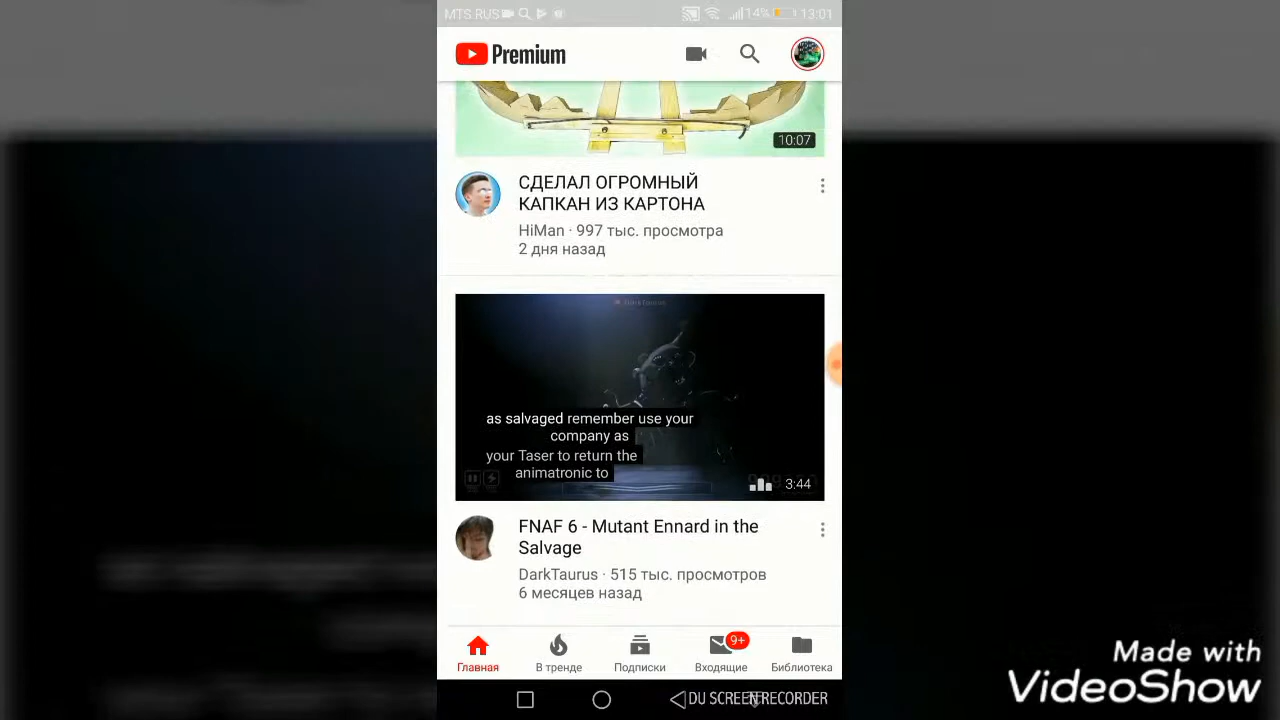 MTS RUS
14% 13:01
Premium
10:07
СДЕЛАЛ ОГРОМНЫЙ
КАПКАН ИЗ КАРТОНА
HiMan · 997 тыс. просмотра
2 дня назад
as salvaged remember use your
company as
your Taser to return the
animatronic to
3:44
FNAF 6 - Mutant Ennard in the
Salvage
DarkTaurus · 515 тыс. просмотров
6 месяцев назад
9+
Главная
В тренде
Подписки
Входящие
Библиотека
DU SCREEN RECORDER
Made with
VideoShow